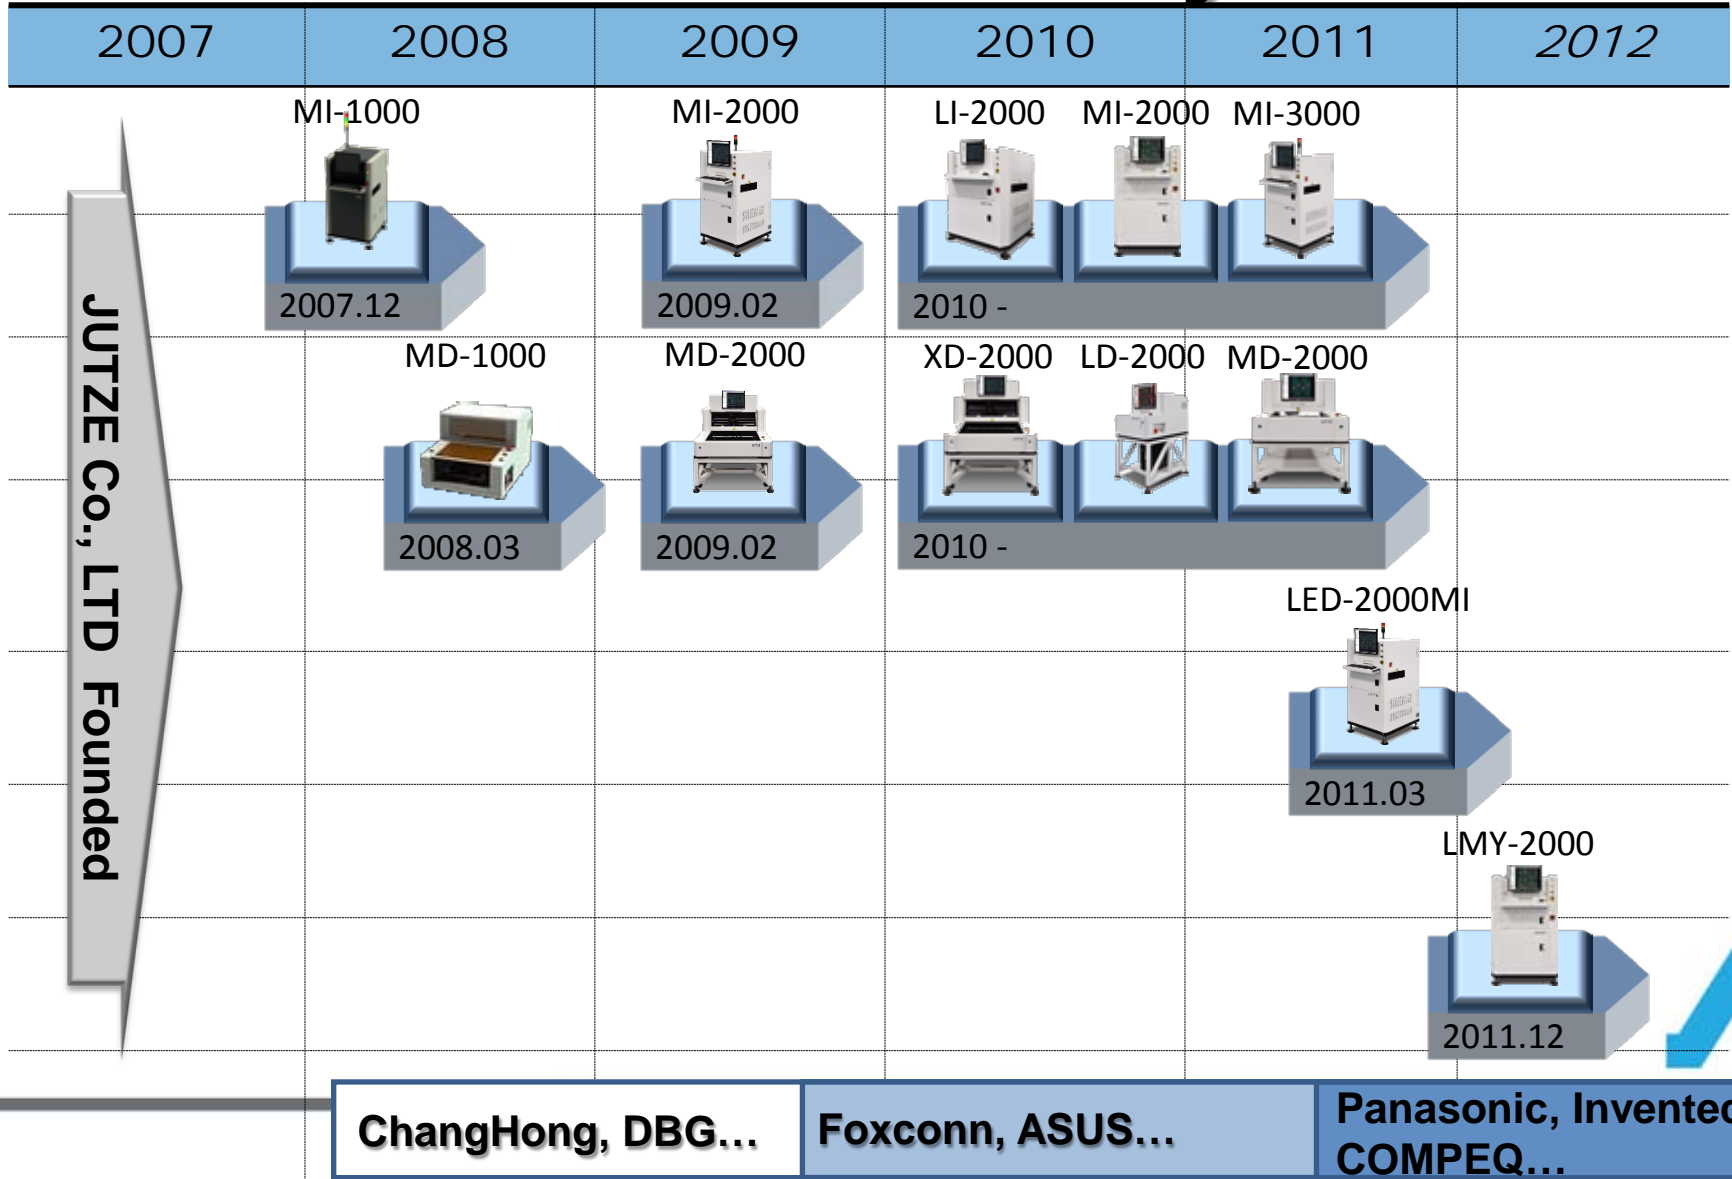 2007 2008 2009 2010 2011 2012
MI-1000 MI-2000 LI-2000 MI-2000 MI-3000
2007.12 2009.02 2010 -
MD-1000 MD-2000 XD-2000 LD-2000 MD-2000
2008.03 2009.02 2010 -
JUTZE Co., LTD Founded
LED-2000MI
2011.03
LMY-2000
2011.12
ChangHong, DBG...
Foxconn, ASUS...
Panasonic, Inventec
COMPEQ...